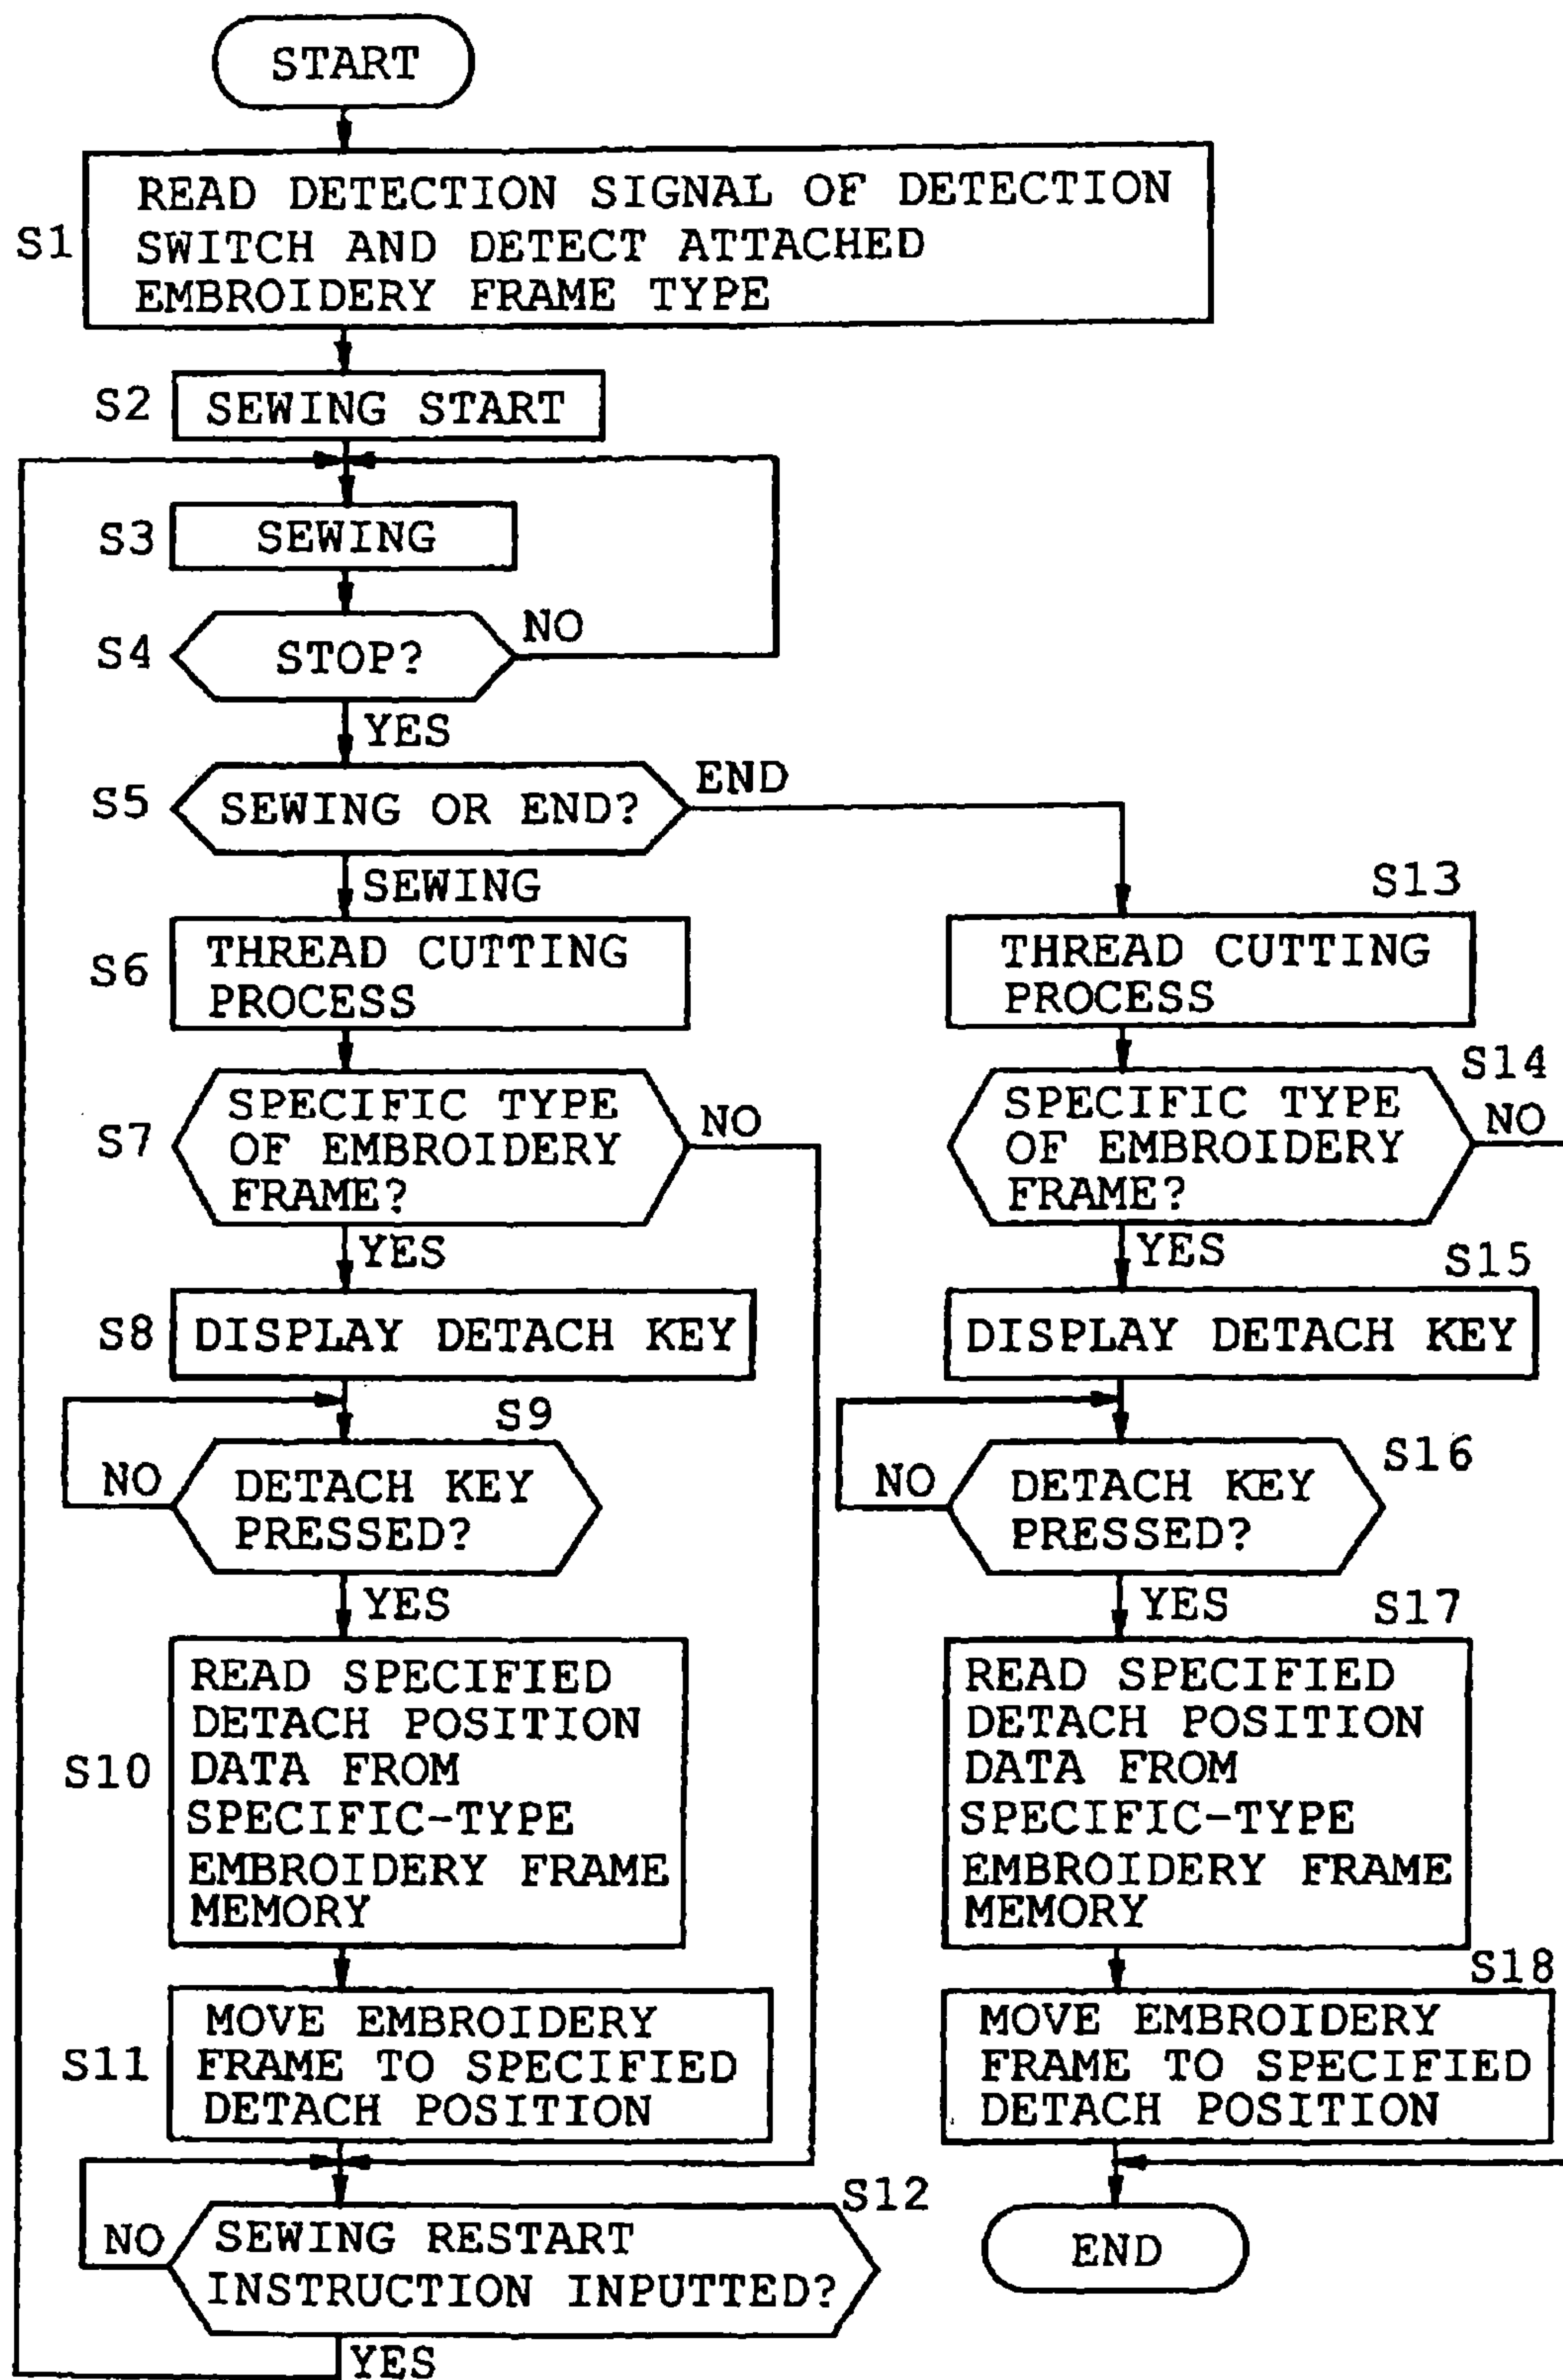 START
S1
READ DETECTION SIGNAL OF DETECTION
SWITCH AND DETECT ATTACHED
EMBROIDERY FRAME TYPE
S2
SEWING START
S3
SEWING
S4
STOP?
NO
YES
S5
SEWING OR END?
END
SEWING
S6
THREAD CUTTING
PROCESS
S7
SPECIFIC TYPE
OF EMBROIDERY
FRAME?
NO
YES
S8
DISPLAY DETACH KEY
S9
DETACH KEY
PRESSED?
NO
YES
S10
READ SPECIFIED
DETACH POSITION
DATA FROM
SPECIFIC-TYPE
EMBROIDERY FRAME
MEMORY
S11
MOVE EMBROIDERY
FRAME TO SPECIFIED
DETACH POSITION
S12
SEWING RESTART
INSTRUCTION INPUTTED?
NO
YES
S13
THREAD CUTTING
PROCESS
S14
SPECIFIC TYPE
OF EMBROIDERY
FRAME?
NO
YES
S15
DISPLAY DETACH KEY
S16
DETACH KEY
PRESSED?
NO
YES
S17
READ SPECIFIED
DETACH POSITION
DATA FROM
SPECIFIC-TYPE
EMBROIDERY FRAME
MEMORY
S18
MOVE EMBROIDERY
FRAME TO SPECIFIED
DETACH POSITION
END